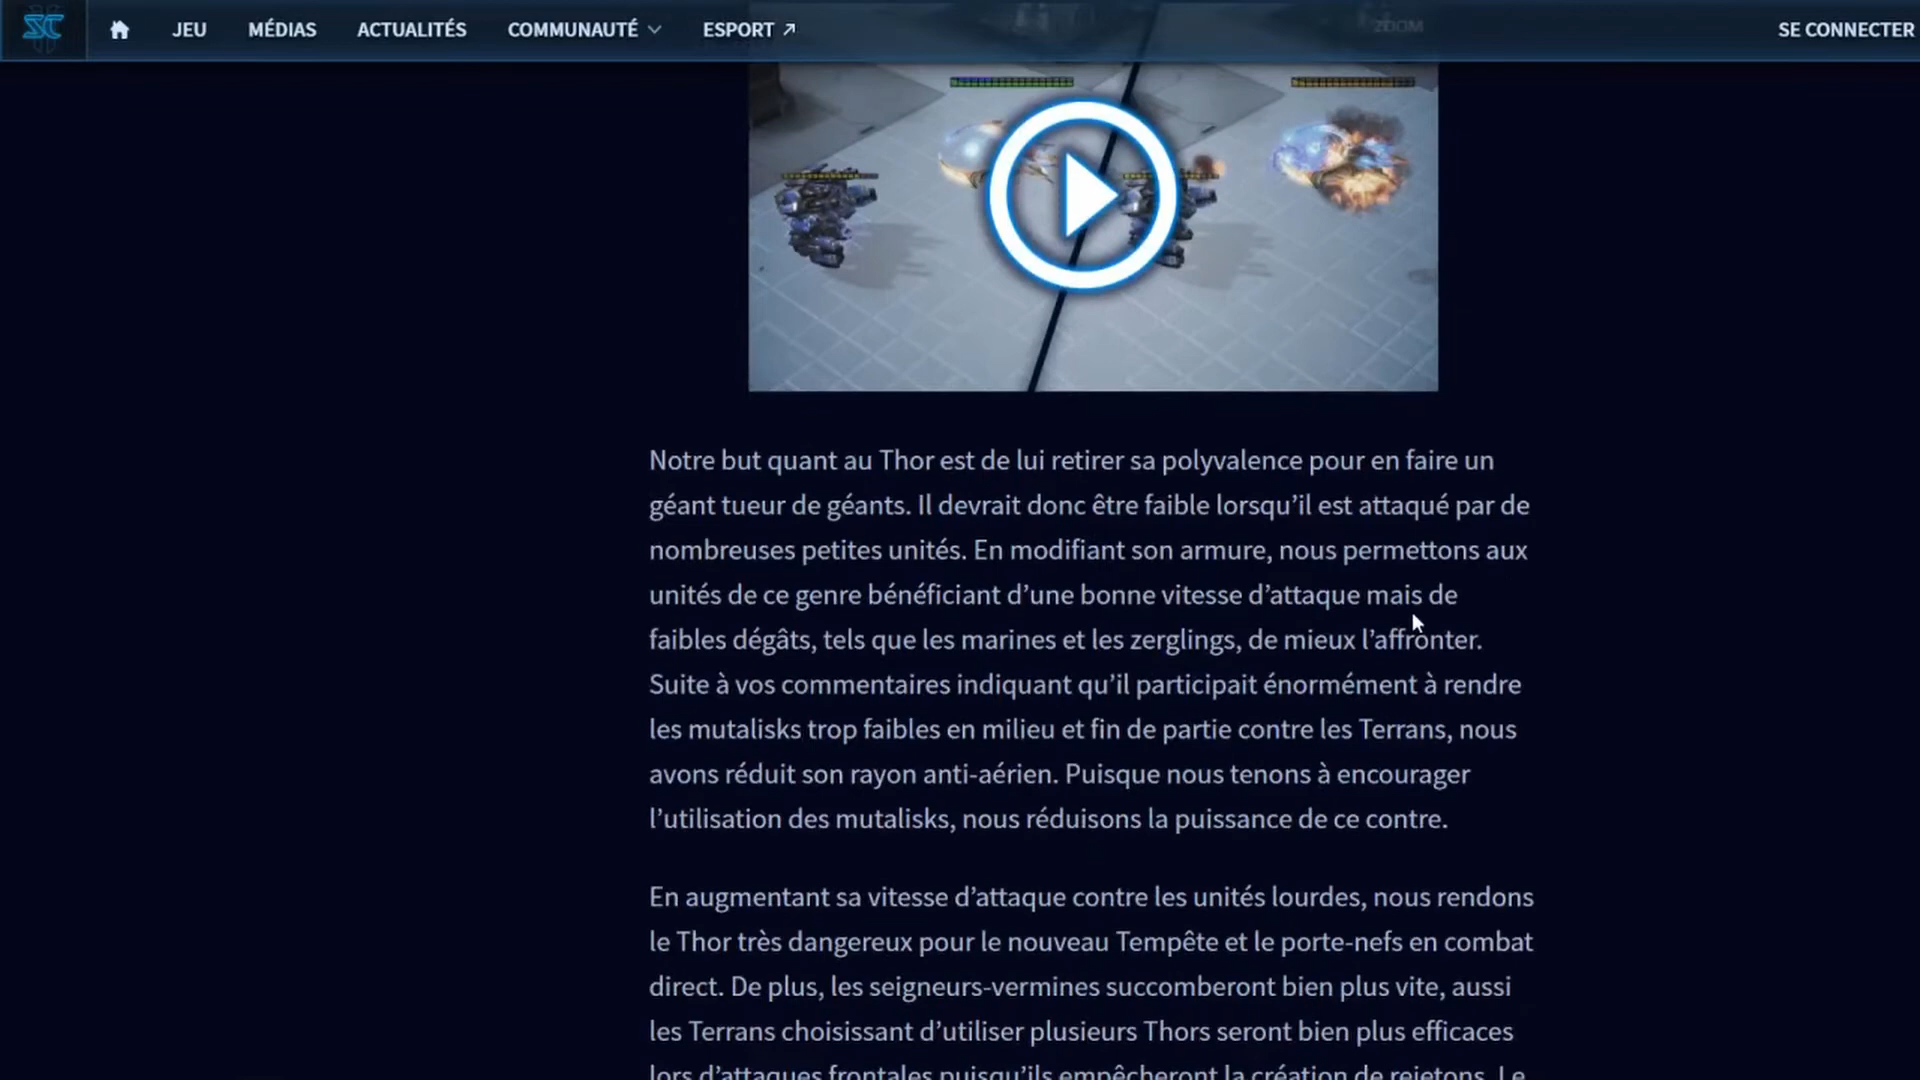 SC
JEU
MÉDIAS
ACTUALITÉS
COMMUNAUTÉ
ESPORT
SE CONNECTER
ZOOM
Notre but quant au Thor est de lui retirer sa polyvalence pour en faire un
géant tueur de géants. Il devrait donc être faible lorsqu’il est attaqué par de
nombreuses petites unités. En modifiant son armure, nous permettons aux
unités de ce genre bénéficiant d’une bonne vitesse d’attaque mais de
faibles dégâts, tels que les marines et les zerglings, de mieux l’affronter.
Suite à vos commentaires indiquant qu’il participait énormément à rendre
les mutalisks trop faibles en milieu et fin de partie contre les Terrans, nous
avons réduit son rayon anti-aérien. Puisque nous tenons à encourager
l’utilisation des mutalisks, nous réduisons la puissance de ce contre.
En augmentant sa vitesse d’attaque contre les unités lourdes, nous rendons
le Thor très dangereux pour le nouveau Tempête et le porte-nefs en combat
direct. De plus, les seigneurs-vermines succomberont bien plus vite, aussi
les Terrans choisissant d’utiliser plusieurs Thors seront bien plus efficaces
lors d’attaques frontales puisqu’ils empêcheront la création de rejetons. Le